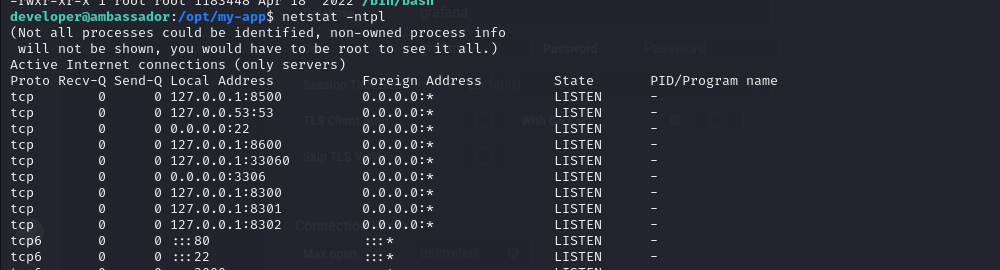 -rwxr-xr-x 1 root root 1183448 Apr 18  2022 /bin/bash
developer@ambassador:/opt/my-app$ netstat -ntpl
(Not all processes could be identified, non-owned process info
 will not be shown, you would have to be root to see it all.)
Active Internet connections (only servers)
Proto Recv-Q Send-Q Local Address           Foreign Address         State       PID/Program name
tcp        0      0 127.0.0.1:8500          0.0.0.0:*               LISTEN      -
tcp        0      0 127.0.0.53:53           0.0.0.0:*               LISTEN      -
tcp        0      0 0.0.0.0:22              0.0.0.0:*               LISTEN      -
tcp        0      0 127.0.0.1:8600          0.0.0.0:*               LISTEN      -
tcp        0      0 127.0.0.1:33060         0.0.0.0:*               LISTEN      -
tcp        0      0 0.0.0.0:3306            0.0.0.0:*               LISTEN      -
tcp        0      0 127.0.0.1:8300          0.0.0.0:*               LISTEN      -
tcp        0      0 127.0.0.1:8301          0.0.0.0:*               LISTEN      -
tcp        0      0 127.0.0.1:8302          0.0.0.0:*               LISTEN      -
tcp6       0      0 :::80                   :::*                    LISTEN      -
tcp6       0      0 :::22                   :::*                    LISTEN      -